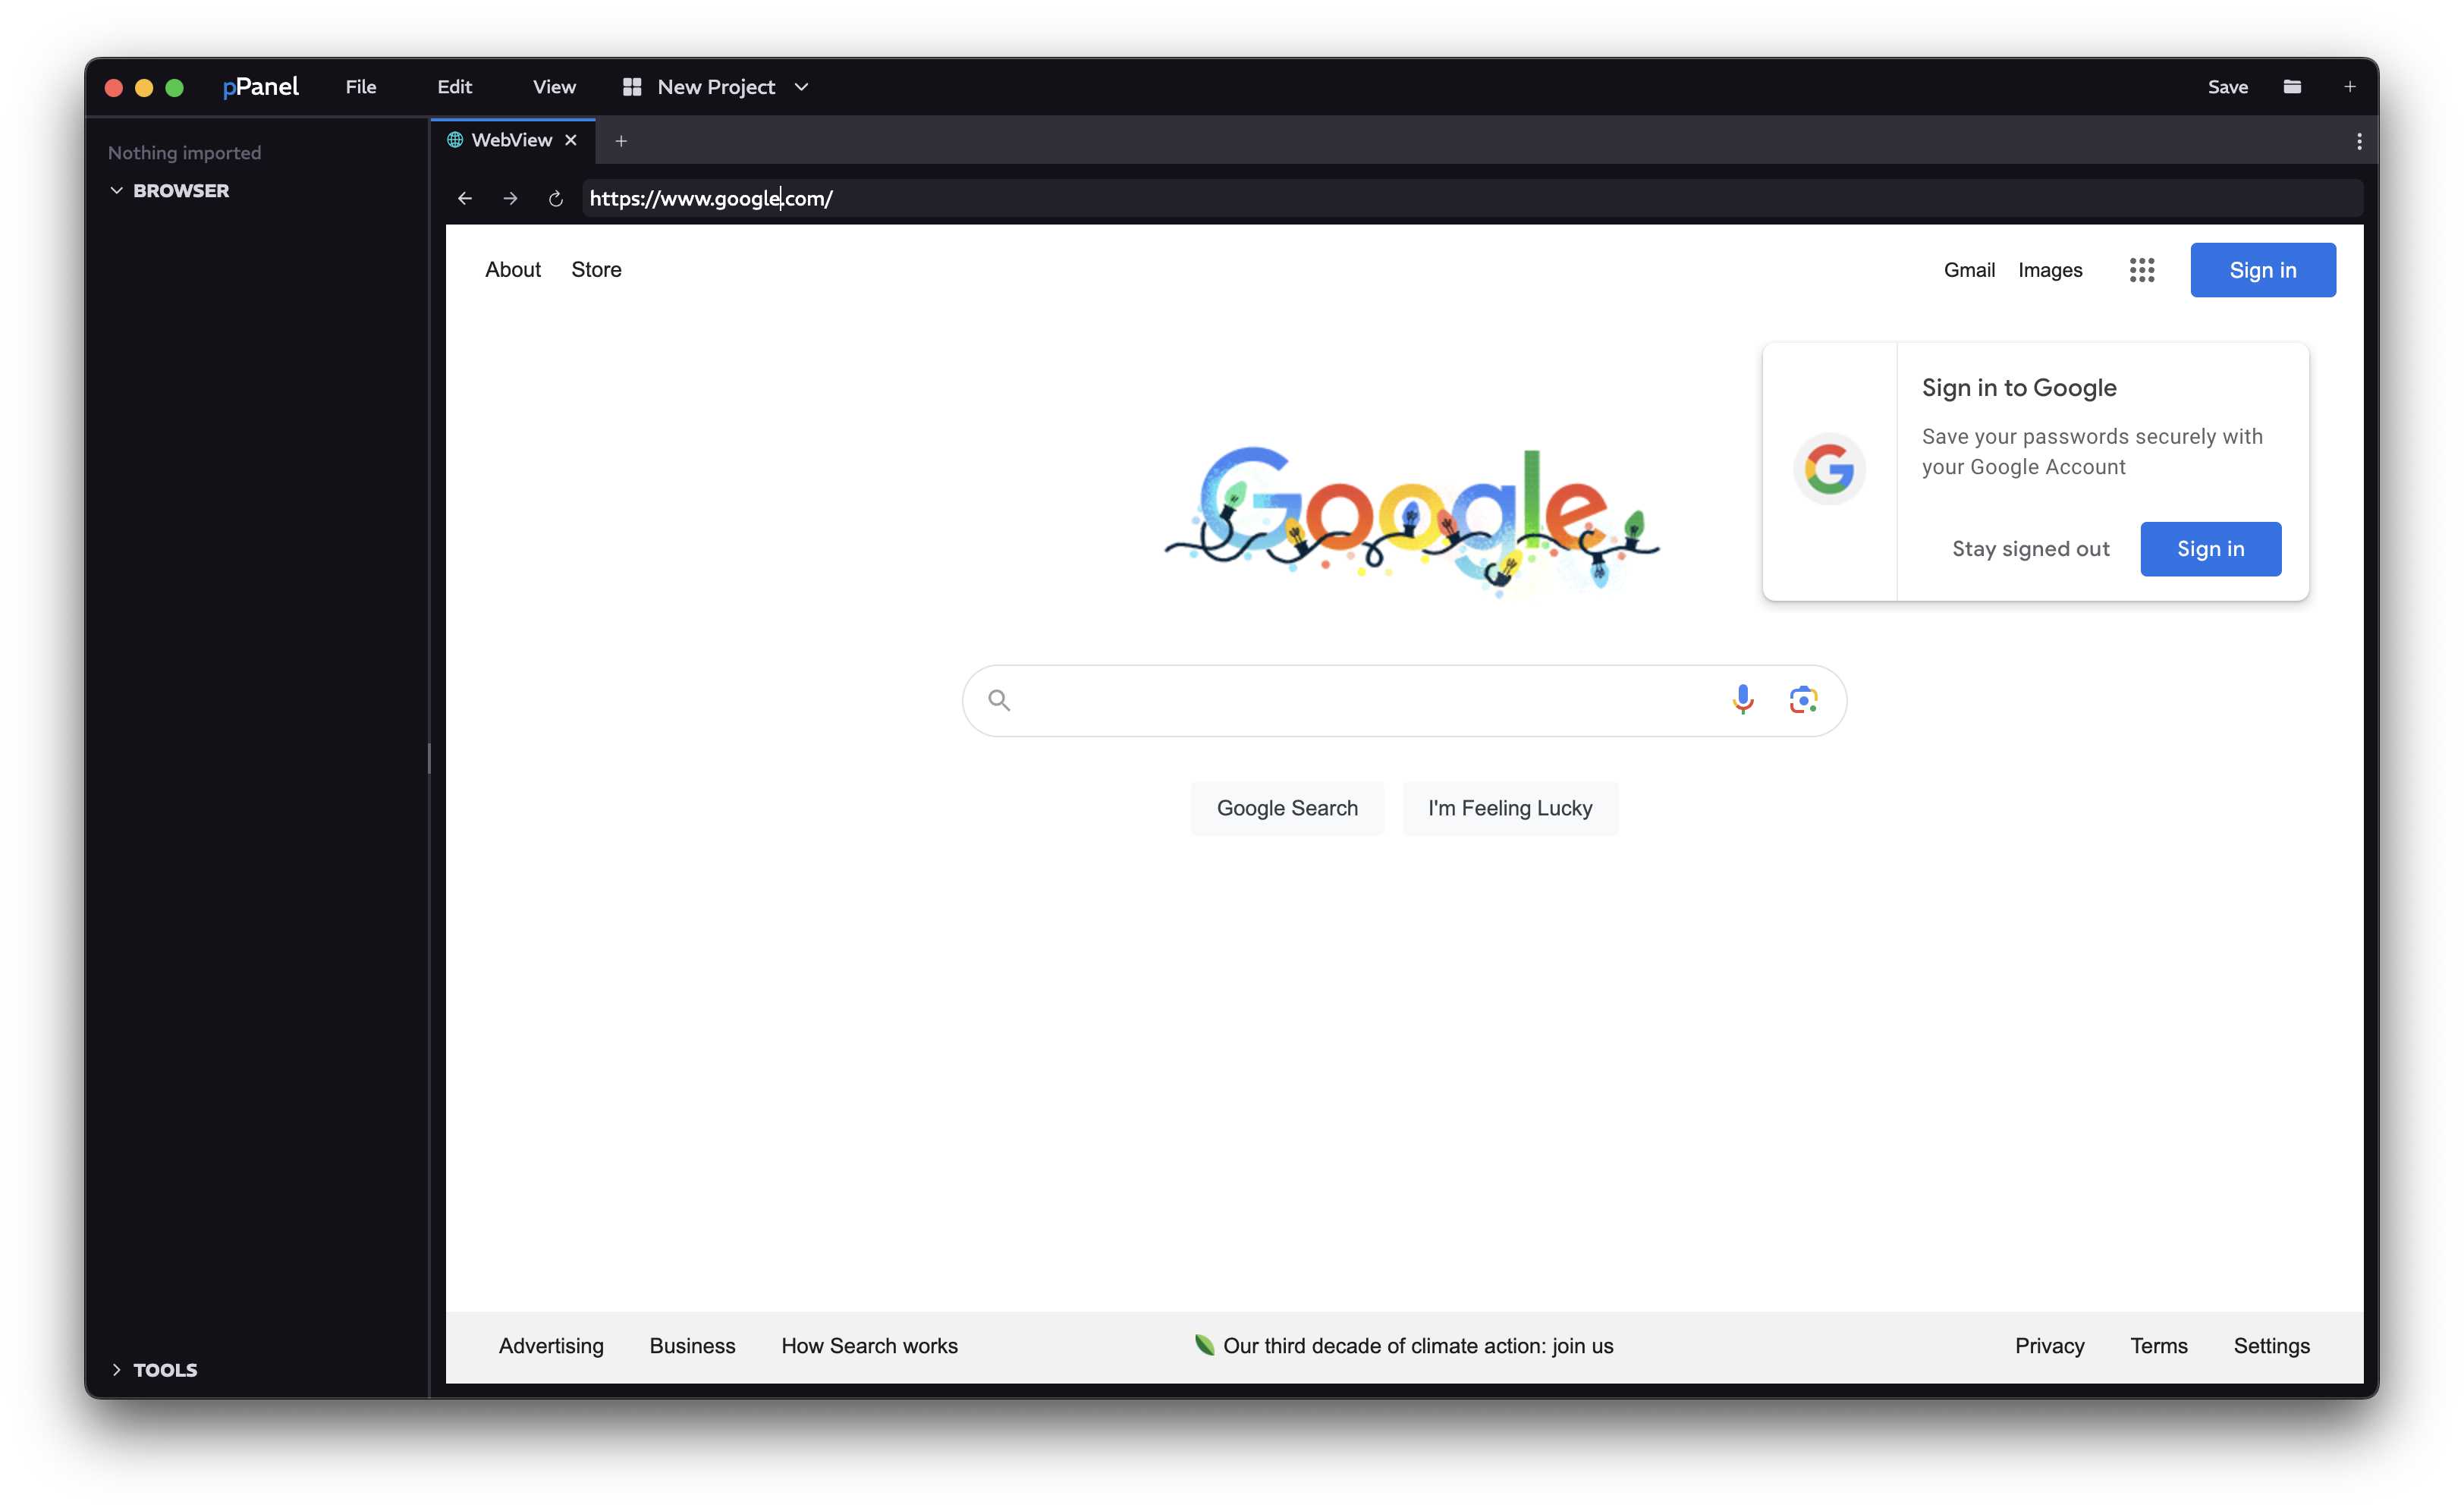 pPanel File Edit View New Project Save
Nothing imported
BROWSER
TOOLS
WebView
https://www.google.com/
About Store Gmail Images Sign in
Sign in to Google
Save your passwords securely with
your Google Account
Stay signed out Sign in
Google
Google Search I'm Feeling Lucky
Advertising Business How Search works Our third decade of climate action: join us Privacy Terms Settings